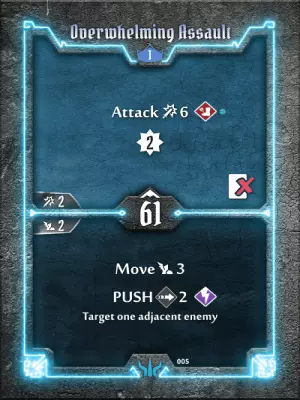 Overwhelming Assault
1
Attack 6
2
2
61
2
Move 3
PUSH 2
Target one adjacent enemy
005